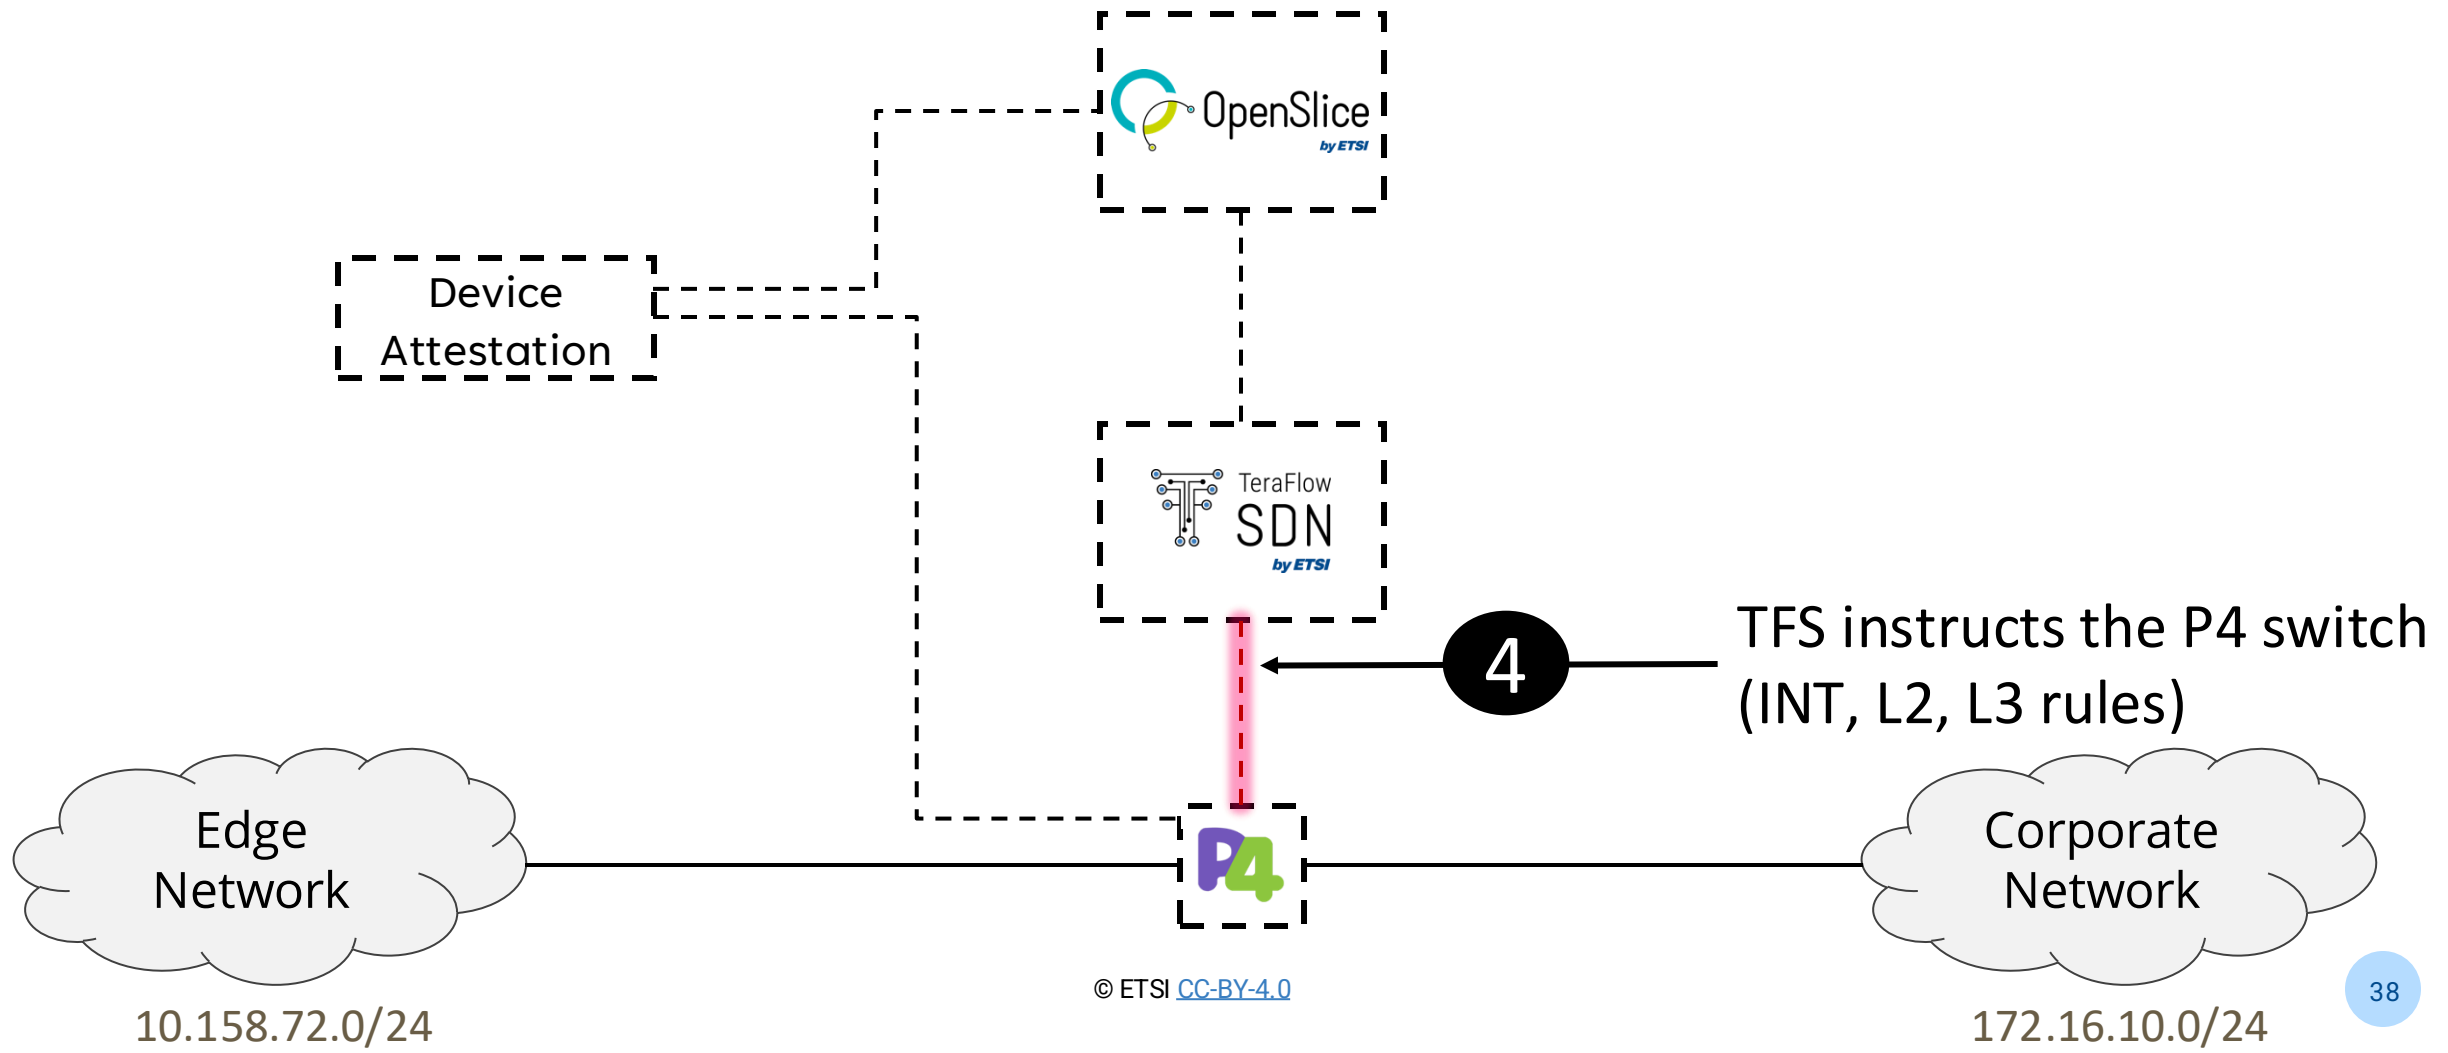 OpenSlice
by ETSI
Device
Attestation
TeraFlow
SDN
by ETSI
4
TFS instructs the P4 switch
(INT, L2, L3 rules)
Edge
Network
P4
Corporate
Network
© ETSI CC-BY-4.0
38
10.158.72.0/24
172.16.10.0/24